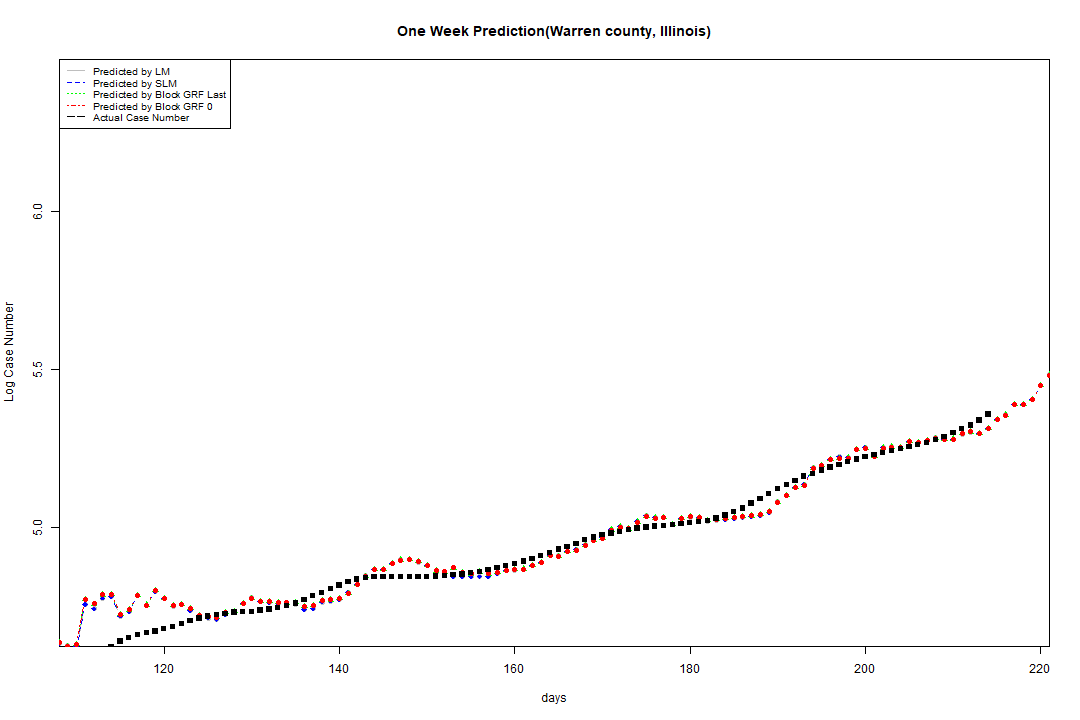 One Week Prediction(Warren county, Illinois)
Predicted by LM
Predicted by SLM
Predicted by Block GRF Last
Predicted by Block GRF 0
Actual Case Number
6.0
5.5
5.0
Log Case Number
120 140 160 180 200 220
days